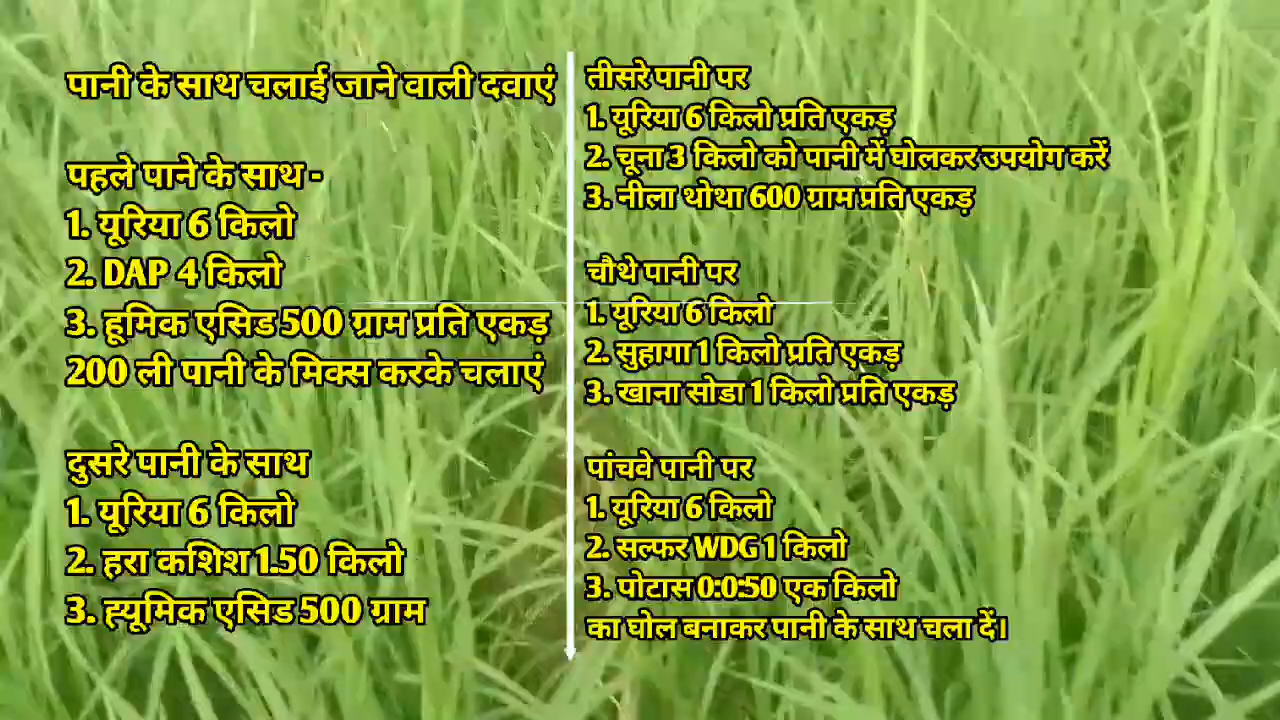 पानी के साथ चलाई जाने वाली दवाएं
पहले पाने के साथ -
1. यूरिया 6 किलो
2. DAP 4 किलो
3. हूमिक एसिड 500 ग्राम प्रति एकड़
200 ली पानी के मिक्स करके चलाएं
दुसरे पानी के साथ
1. यूरिया 6 किलो
2. हरा कशिश 1.50 किलो
3. ह्यूमिक एसिड 500 ग्राम
तीसरे पानी पर
1. यूरिया 6 किलो प्रति एकड़
2. चूना 3 किलो को पानी में घोलकर उपयोग करें
3. नीला थोथा 600 ग्राम प्रति एकड़
चौथे पानी पर
1. यूरिया 6 किलो
2. सुहागा 1 किलो प्रति एकड़
3. खाना सोडा 1 किलो प्रति एकड़
पांचवे पानी पर
1. यूरिया 6 किलो
2. सल्फर WDG 1 किलो
3. पोटास 0:0:50 एक किलो
का घोल बनाकर पानी के साथ चला दें।